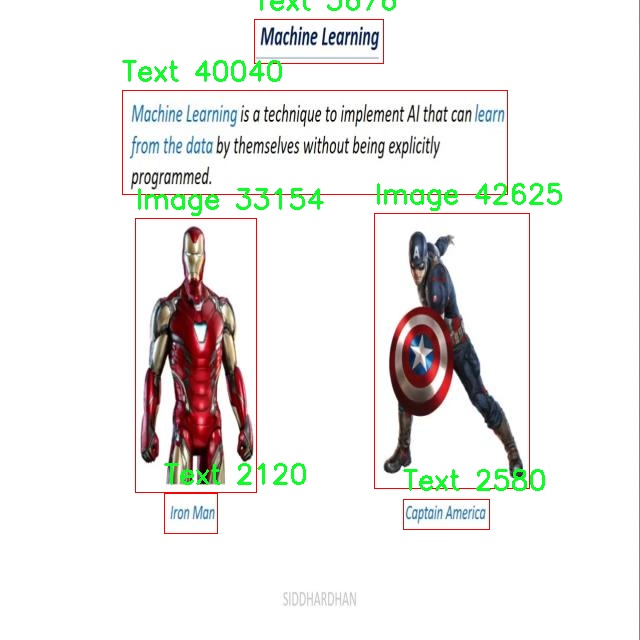 Text 5676
Machine Learning
Text 40040
Machine Learning is a technique to implement AI that can learn
from the data by themselves without being explicitly
programmed.
Image 33154
Image 42625
A
Text 2120
Text 2580
Iron Man
Captain America
SIDDHARDHAN